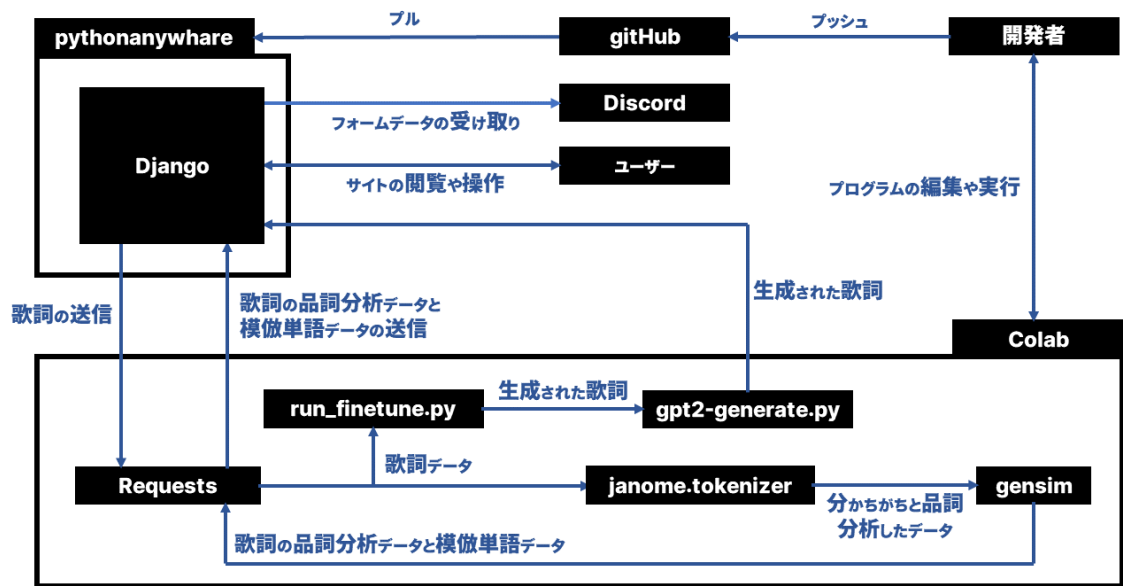 プル
プッシュ
pythonanywhare
gitHub
開発者
Discord
フォームデータの受け取り
Django
ユーザー
サイトの閲覧や操作
プログラムの編集や実行
生成された歌詞
歌詞の送信
歌詞の品詞分析データと
模倣単語データの送信
Colab
生成された歌詞
run_finetune.py
gpt2-generate.py
歌詞データ
Requests
janome.tokenizer
gensim
分かちがちと品詞
分析したデータ
歌詞の品詞分析データと模倣単語データ